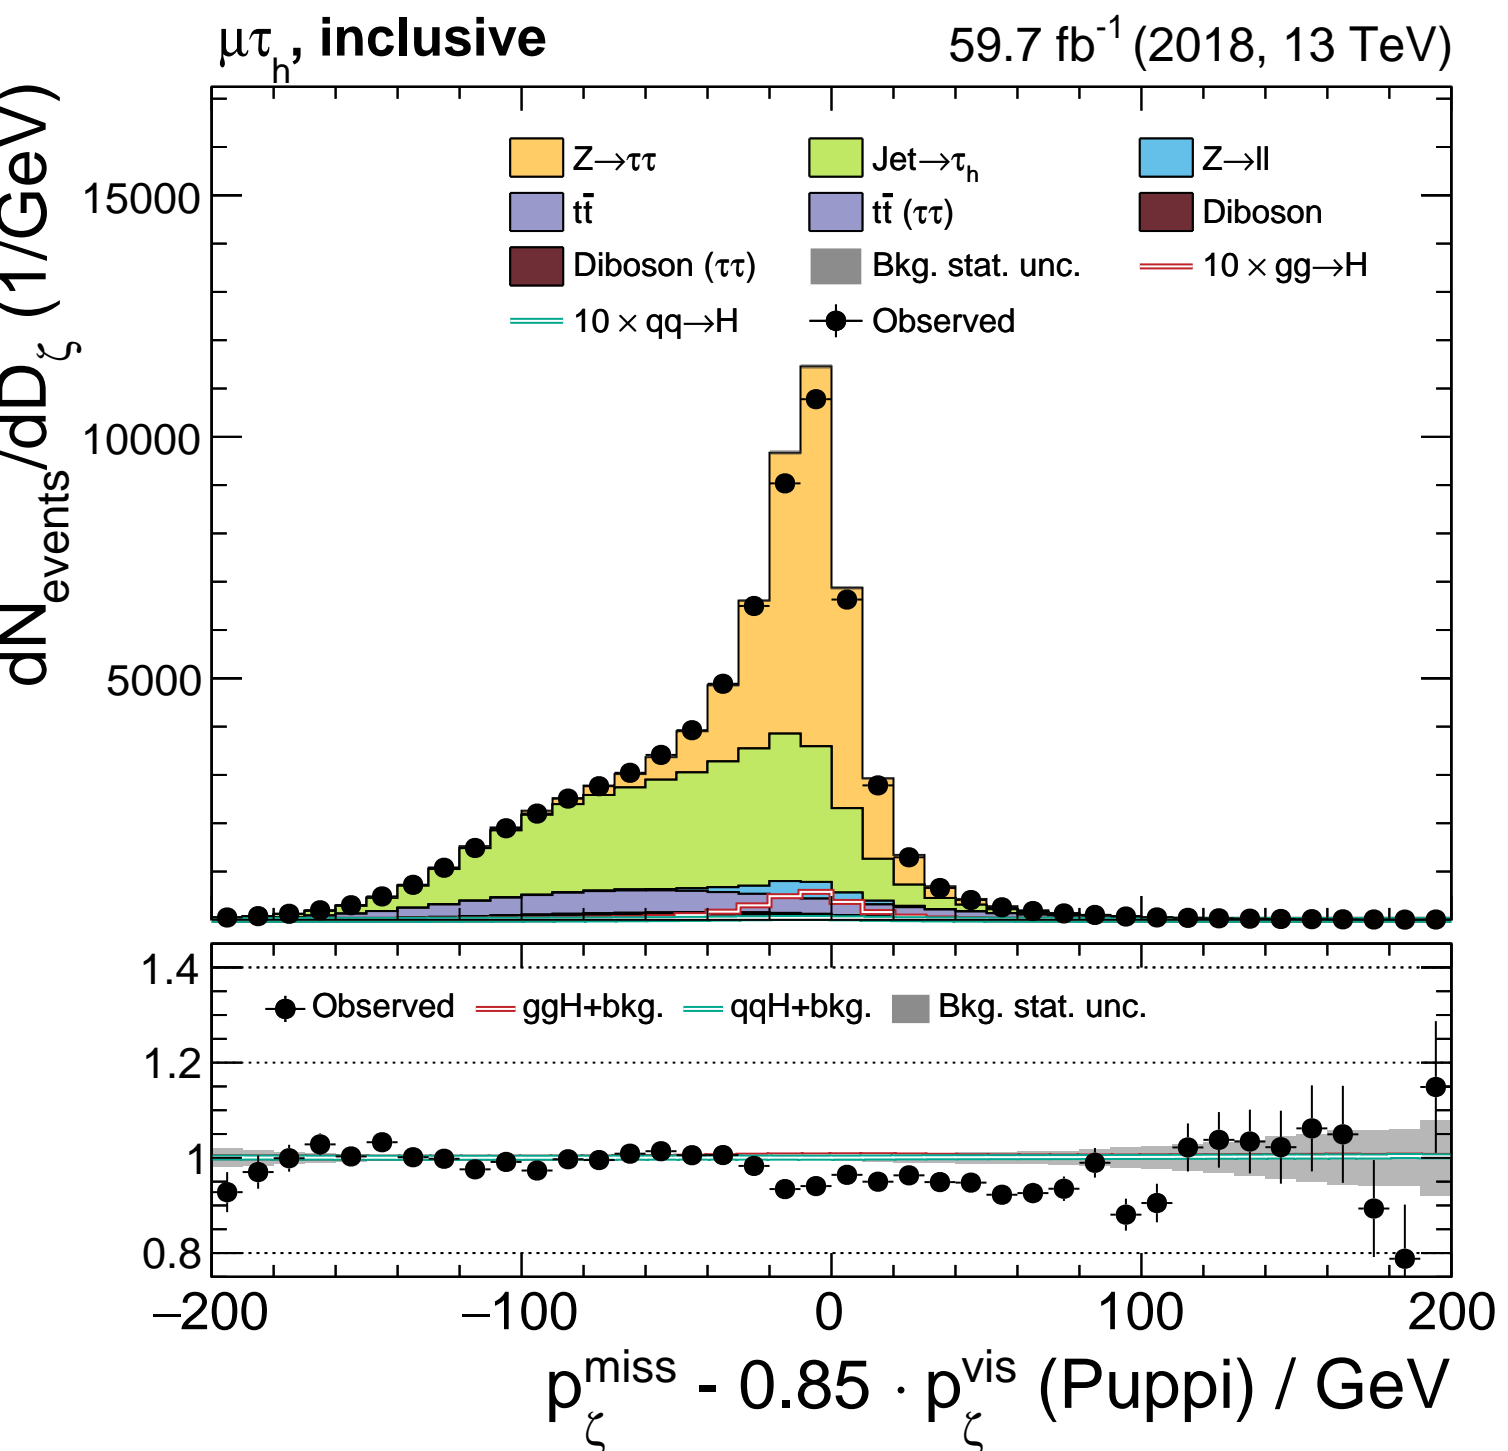 μτh, inclusive
59.7 fb-1 (2018, 13 TeV)
dNevents/dDζ (1/GeV)
15000
10000
5000
Z→ττ Jet→τh Z→ll
tt̄ tt̄ (ττ) Diboson
Diboson (ττ) Bkg. stat. unc. 10 × gg→H
10 × qq→H Observed
1.4
1.2
1
0.8
Observed ggH+bkg. qqH+bkg. Bkg. stat. unc.
−200 −100 0 100 200
pζmiss - 0.85 · pζvis (Puppi) / GeV